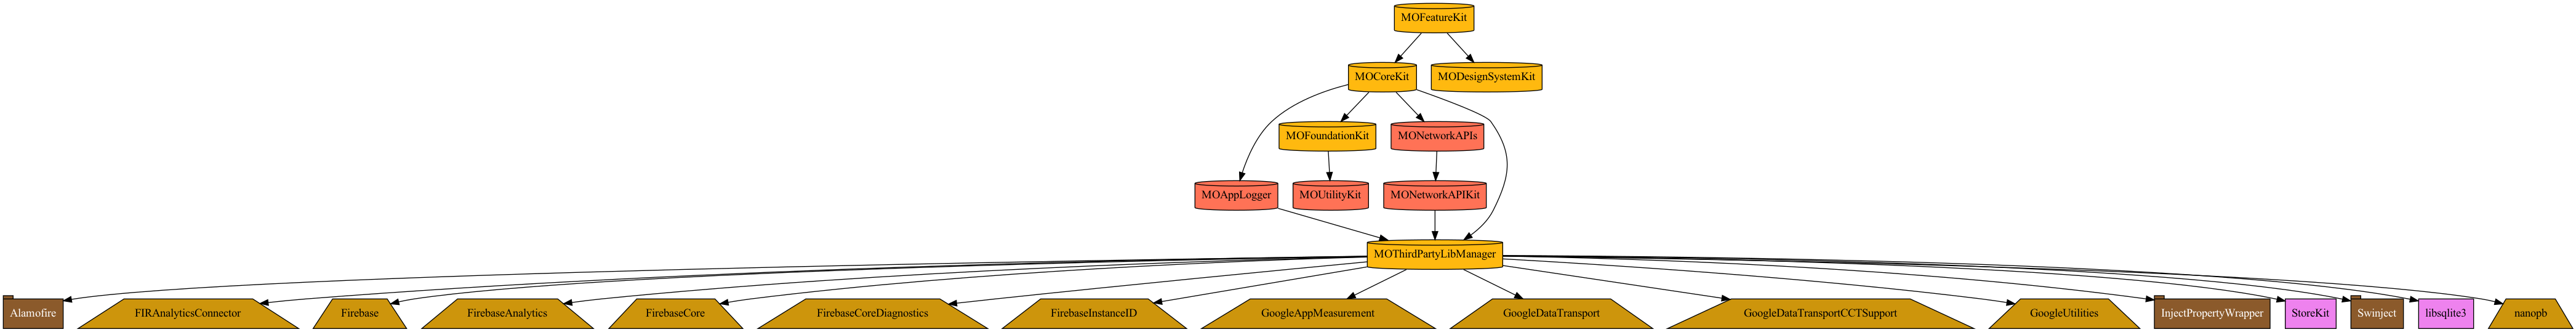 MOFeatureKit
MOCoreKit
MODesignSystemKit
MOFoundationKit
MONetworkAPIs
MOAppLogger
MOUtilityKit
MONetworkAPIKit
MOThirdPartyLibManager
Alamofire
FIRAnalyticsConnector
Firebase
FirebaseAnalytics
FirebaseCore
FirebaseCoreDiagnostics
FirebaseInstanceID
GoogleAppMeasurement
GoogleDataTransport
GoogleDataTransportCCTSupport
GoogleUtilities
InjectPropertyWrapper
StoreKit
Swinject
libsqlite3
nanopb